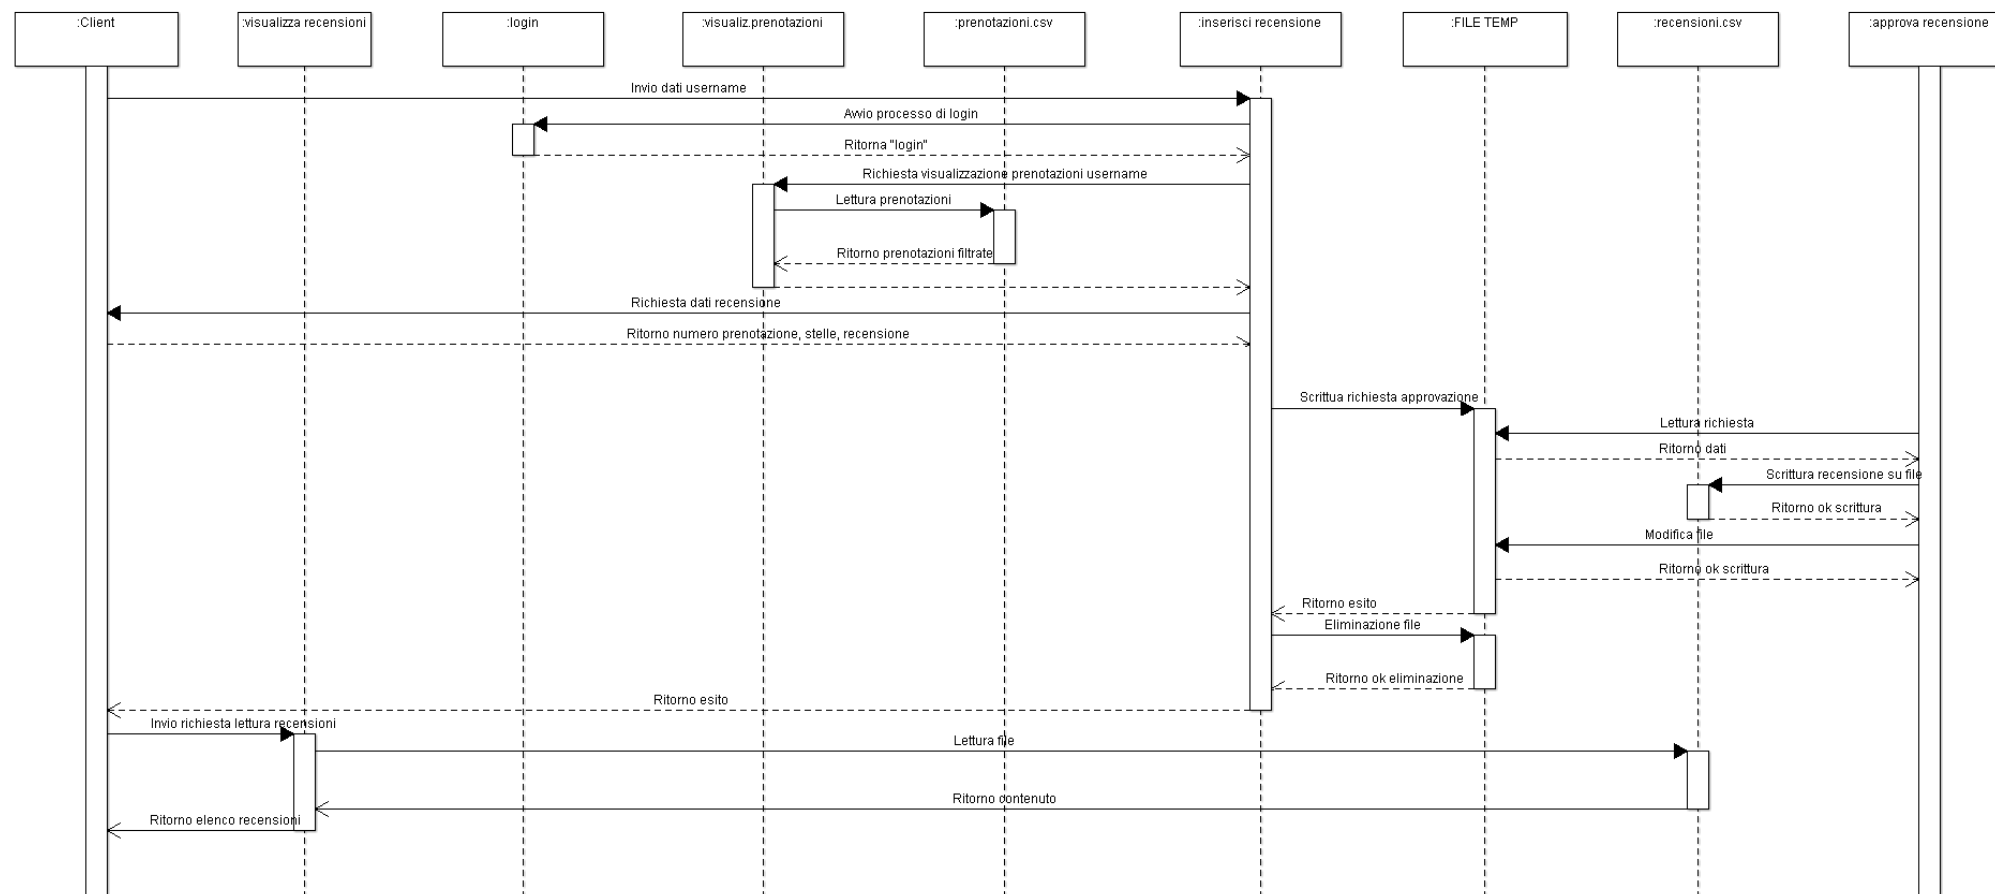 :Client
:visualizza recensioni
:login
:visualiz.prenotazioni
:prenotazioni.csv
:inserisci recensione
:FILE TEMP
:recensioni.csv
:approva recensione
Invio dati username
Avvio processo di login
Ritorna "login"
Richiesta visualizzazione prenotazioni username
Lettura prenotazioni
Ritorno prenotazioni filtrate
Richiesta dati recensione
Ritorno numero prenotazione, stelle, recensione
Scrittua richiesta approvazione
Lettura richiesta
Ritorno dati
Scrittura recensione su file
Ritorno ok scrittura
Modifica file
Ritorno ok scrittura
Ritorno esito
Eliminazione file
Ritorno ok eliminazione
Ritorno esito
Invio richiesta lettura recensioni
Lettura file
Ritorno contenuto
Ritorno elenco recensioni